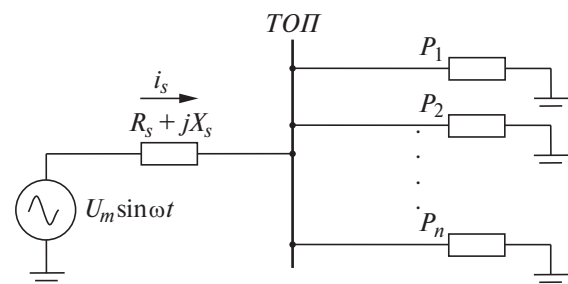 ТОП
P₁
i_s
P₂
R_s + jX_s
U_m sinωt
P_n